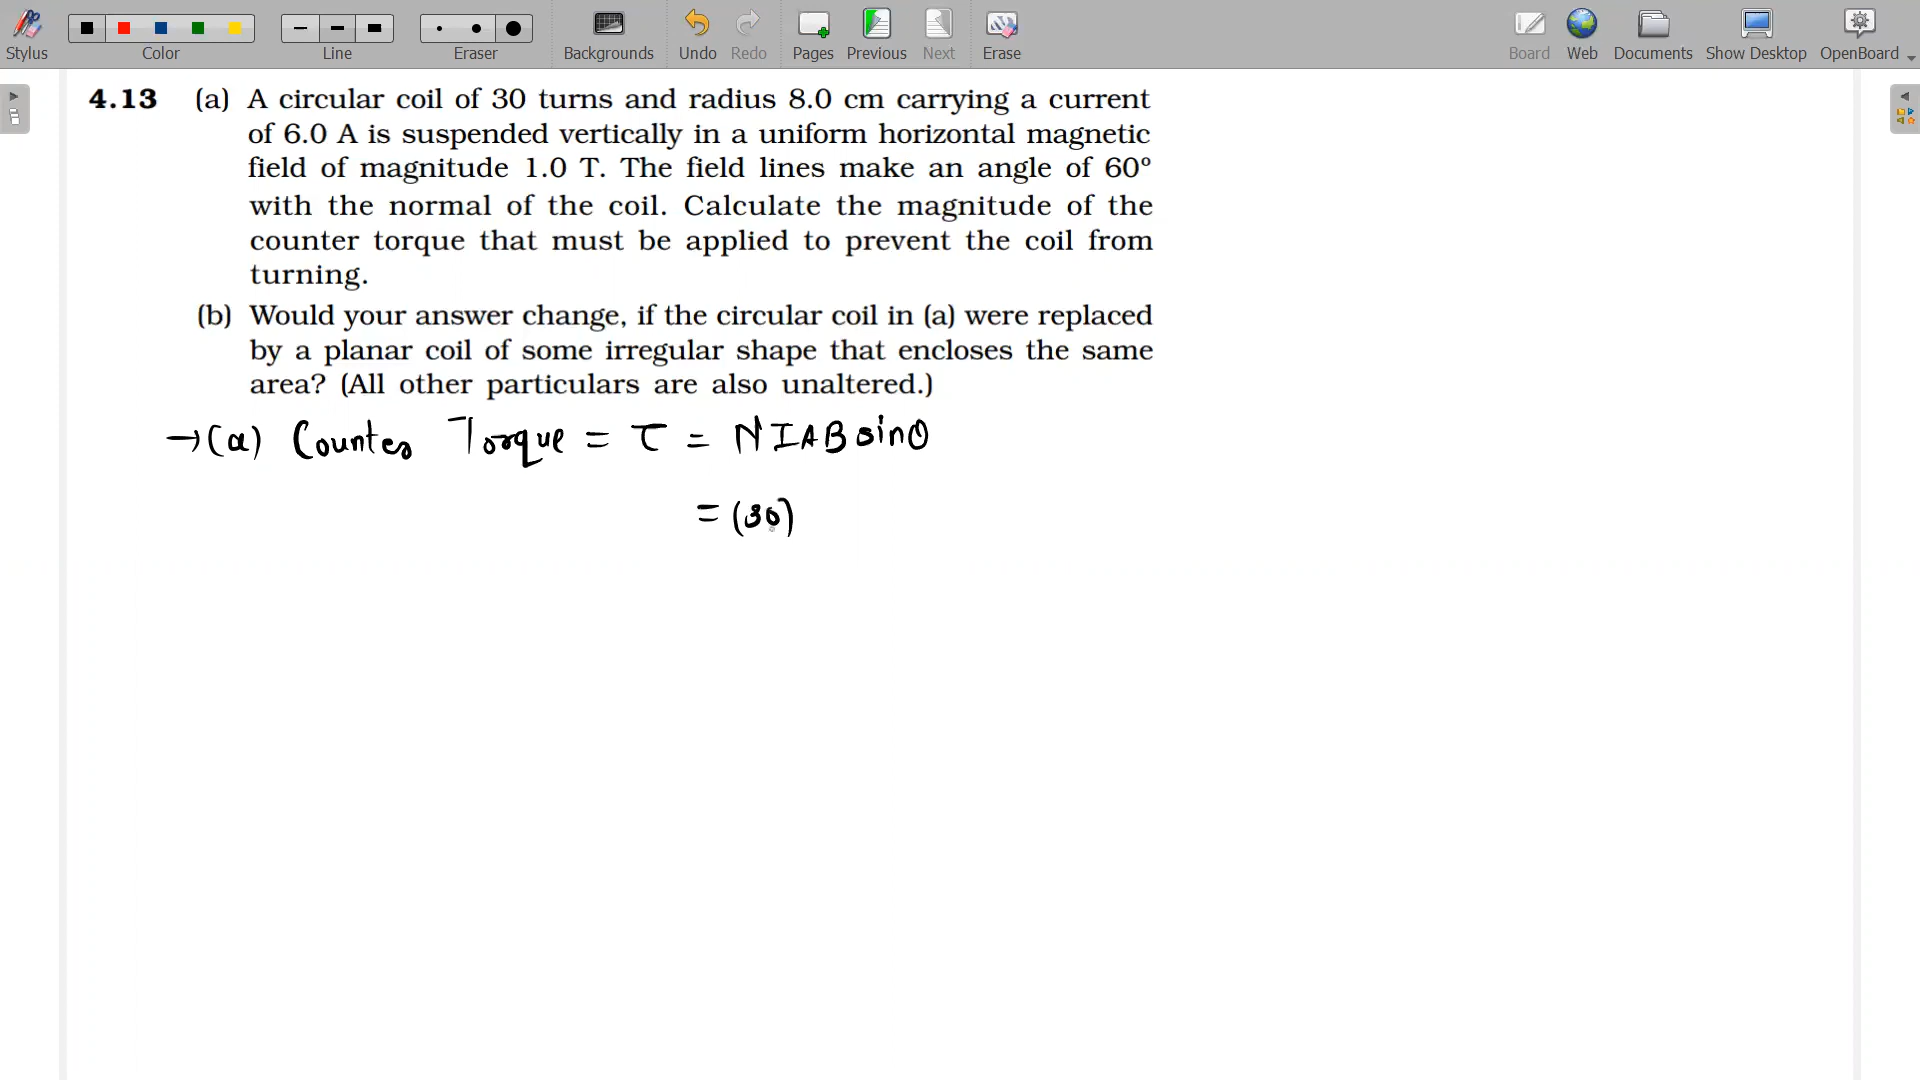 Stylus Color Line Eraser Backgrounds Undo Redo Pages Previous Next Erase Board Web Documents Show Desktop OpenBoard
4.13 (a) A circular coil of 30 turns and radius 8.0 cm carrying a current
of 6.0 A is suspended vertically in a uniform horizontal magnetic
field of magnitude 1.0 T. The field lines make an angle of 60º
with the normal of the coil. Calculate the magnitude of the
counter torque that must be applied to prevent the coil from
turning.
(b) Would your answer change, if the circular coil in (a) were replaced
by a planar coil of some irregular shape that encloses the same
area? (All other particulars are also unaltered.)
→(a) Counter Torque = τ = NIABsinθ
= (30)